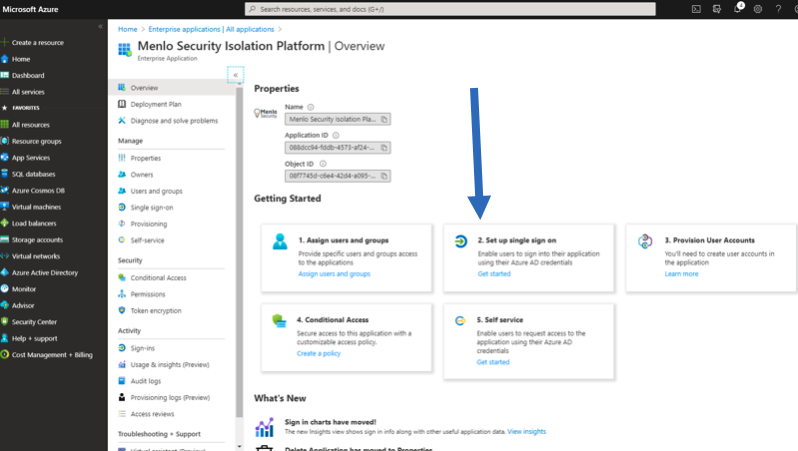 Microsoft Azure
Search resources, services, and docs (G+/)
4
?
«
Create a resource
Home
Dashboard
All services
FAVORITES
All resources
Resource groups
App Services
SQL databases
Azure Cosmos DB
Virtual machines
Load balancers
Storage accounts
Virtual networks
Azure Active Directory
Monitor
Advisor
Security Center
Help + support
Cost Management + Billing
Home > Enterprise applications | All applications >
Menlo Security Isolation Platform | Overview
Enterprise Application
«
Overview
Deployment Plan
Diagnose and solve problems
Manage
Properties
Owners
Users and groups
Single sign-on
Provisioning
Self-service
Security
Conditional Access
Permissions
Token encryption
Activity
Sign-ins
Usage & insights (Preview)
Audit logs
Provisioning logs (Preview)
Access reviews
Troubleshooting + Support
Virtual assistant (Preview)
Properties
Menlo
Security
Name
Menlo Security Isolation Pla...
Application ID
088dcc94-fddb-4573-af24-...
Object ID
08f7745d-c6e4-42d4-a095-...
Getting Started
1. Assign users and groups
Provide specific users and groups access
to the applications
Assign users and groups
2. Set up single sign on
Enable users to sign into their application
using their Azure AD credentials
Get started
3. Provision User Accounts
You'll need to create user accounts in
the application
Learn more
4. Conditional Access
Secure access to this application with a
customizable access policy.
Create a policy
5. Self service
Enable users to request access to the
application using their Azure AD
credentials
Get started
What's New
Sign in charts have moved!
The new Insights view shows sign in info along with other useful application data. View insights
Delete Application has moved to Properties